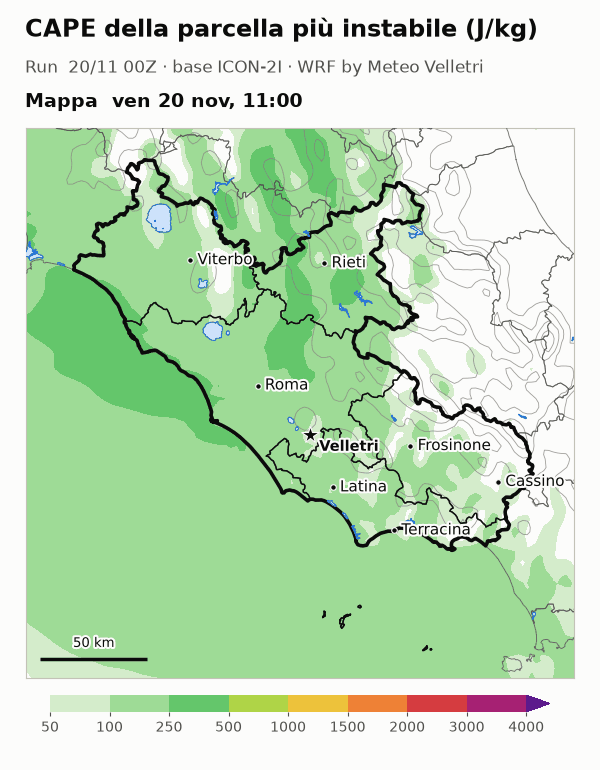 CAPE della parcella più instabile (J/kg)
Run  20/11 00Z · base ICON-2I · WRF by Meteo Velletri
Mappa  ven 20 nov, 11:00
Viterbo
Rieti
Roma
Velletri
Frosinone
Cassino
Latina
Terracina
50 km
50 100 250 500 1000 1500 2000 3000 4000